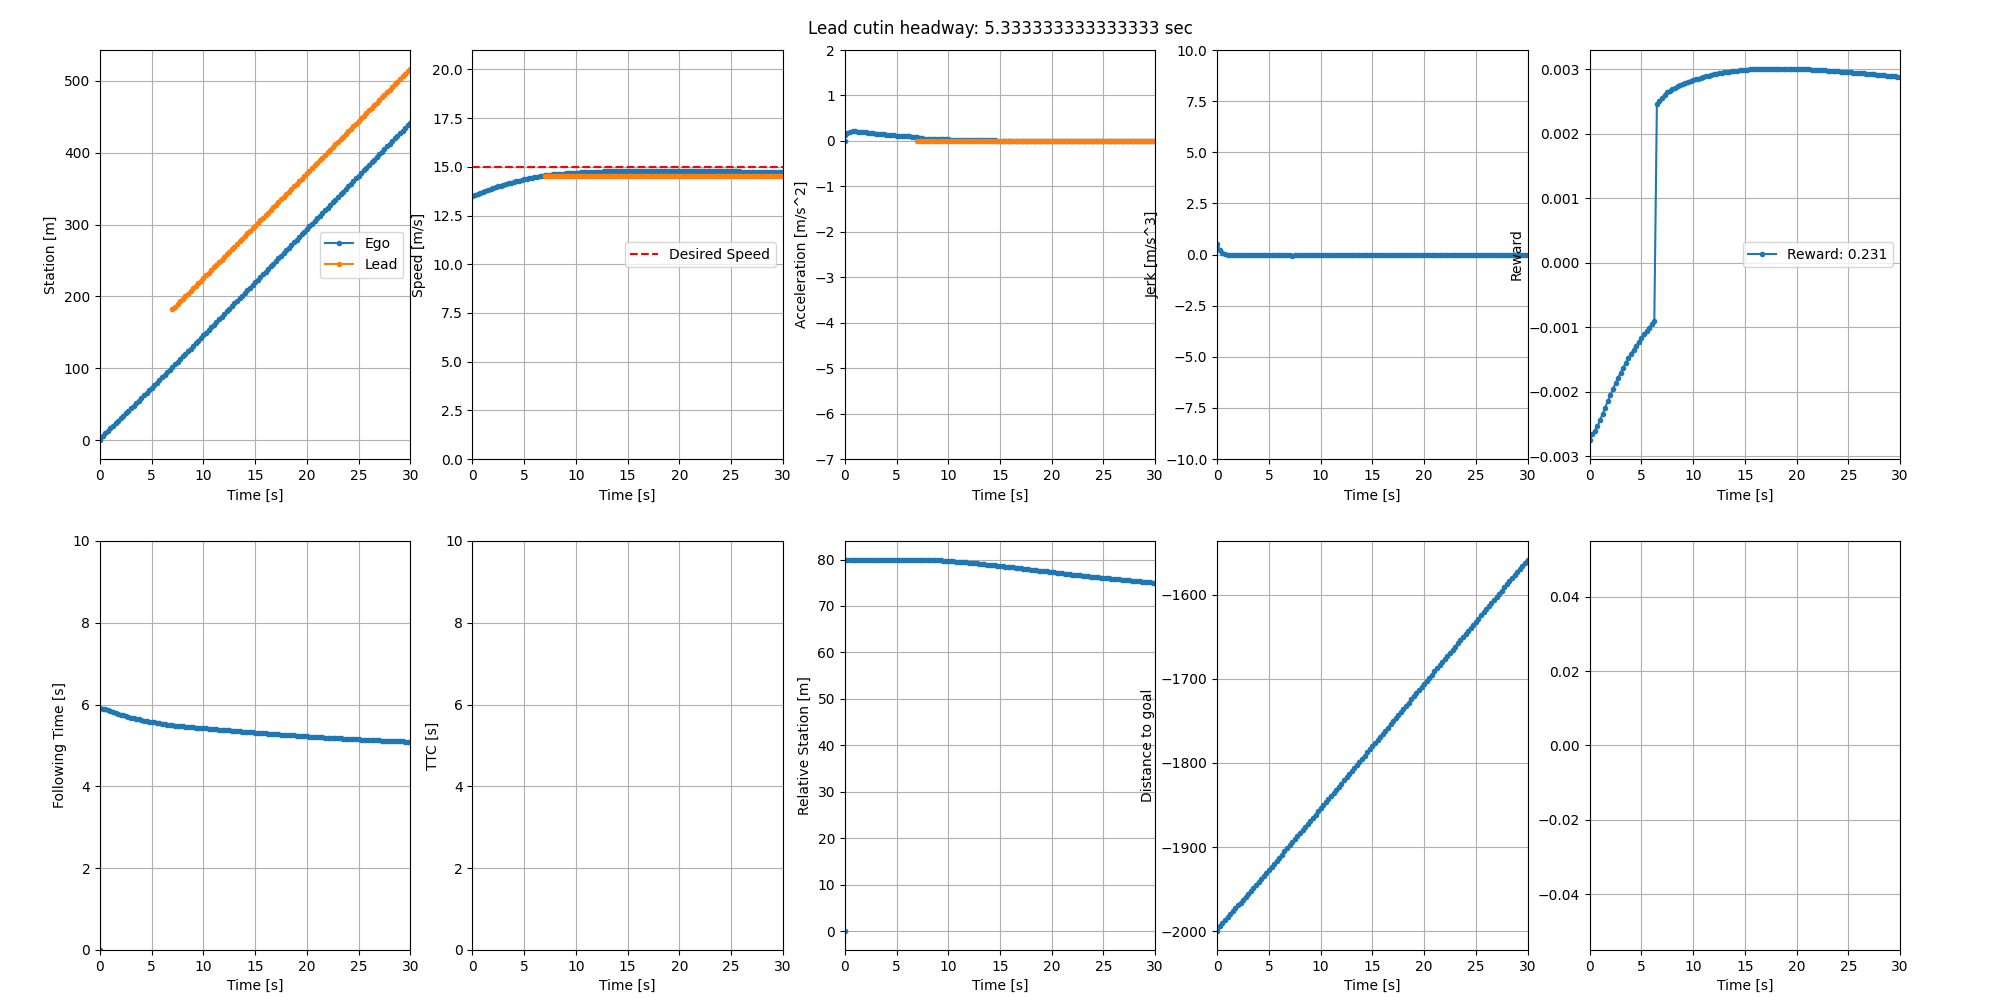 Lead cutin headway: 5.333333333333333 sec
Station [m]
500
400
300
200
100
0
Ego
Lead
0 5 10 15 20 25 30
Time [s]
Speed [m/s]
20.0
17.5
15.0
12.5
10.0
7.5
5.0
2.5
0.0
Desired Speed
0 5 10 15 20 25 30
Time [s]
Acceleration [m/s^2]
2
1
0
−1
−2
−3
−4
−5
−6
−7
0 5 10 15 20 25 30
Time [s]
Jerk [m/s^3]
10.0
7.5
5.0
2.5
0.0
−2.5
−5.0
−7.5
−10.0
0 5 10 15 20 25 30
Time [s]
Reward
0.003
0.002
0.001
0.000
−0.001
−0.002
−0.003
Reward: 0.231
0 5 10 15 20 25 30
Time [s]
Following Time [s]
10
8
6
4
2
0
0 5 10 15 20 25 30
Time [s]
TTC [s]
10
8
6
4
2
0
0 5 10 15 20 25 30
Time [s]
Relative Station [m]
80
70
60
50
40
30
20
10
0
0 5 10 15 20 25 30
Time [s]
Distance to goal
−1600
−1700
−1800
−1900
−2000
0 5 10 15 20 25 30
Time [s]
0.04
0.02
0.00
−0.02
−0.04
0 5 10 15 20 25 30
Time [s]